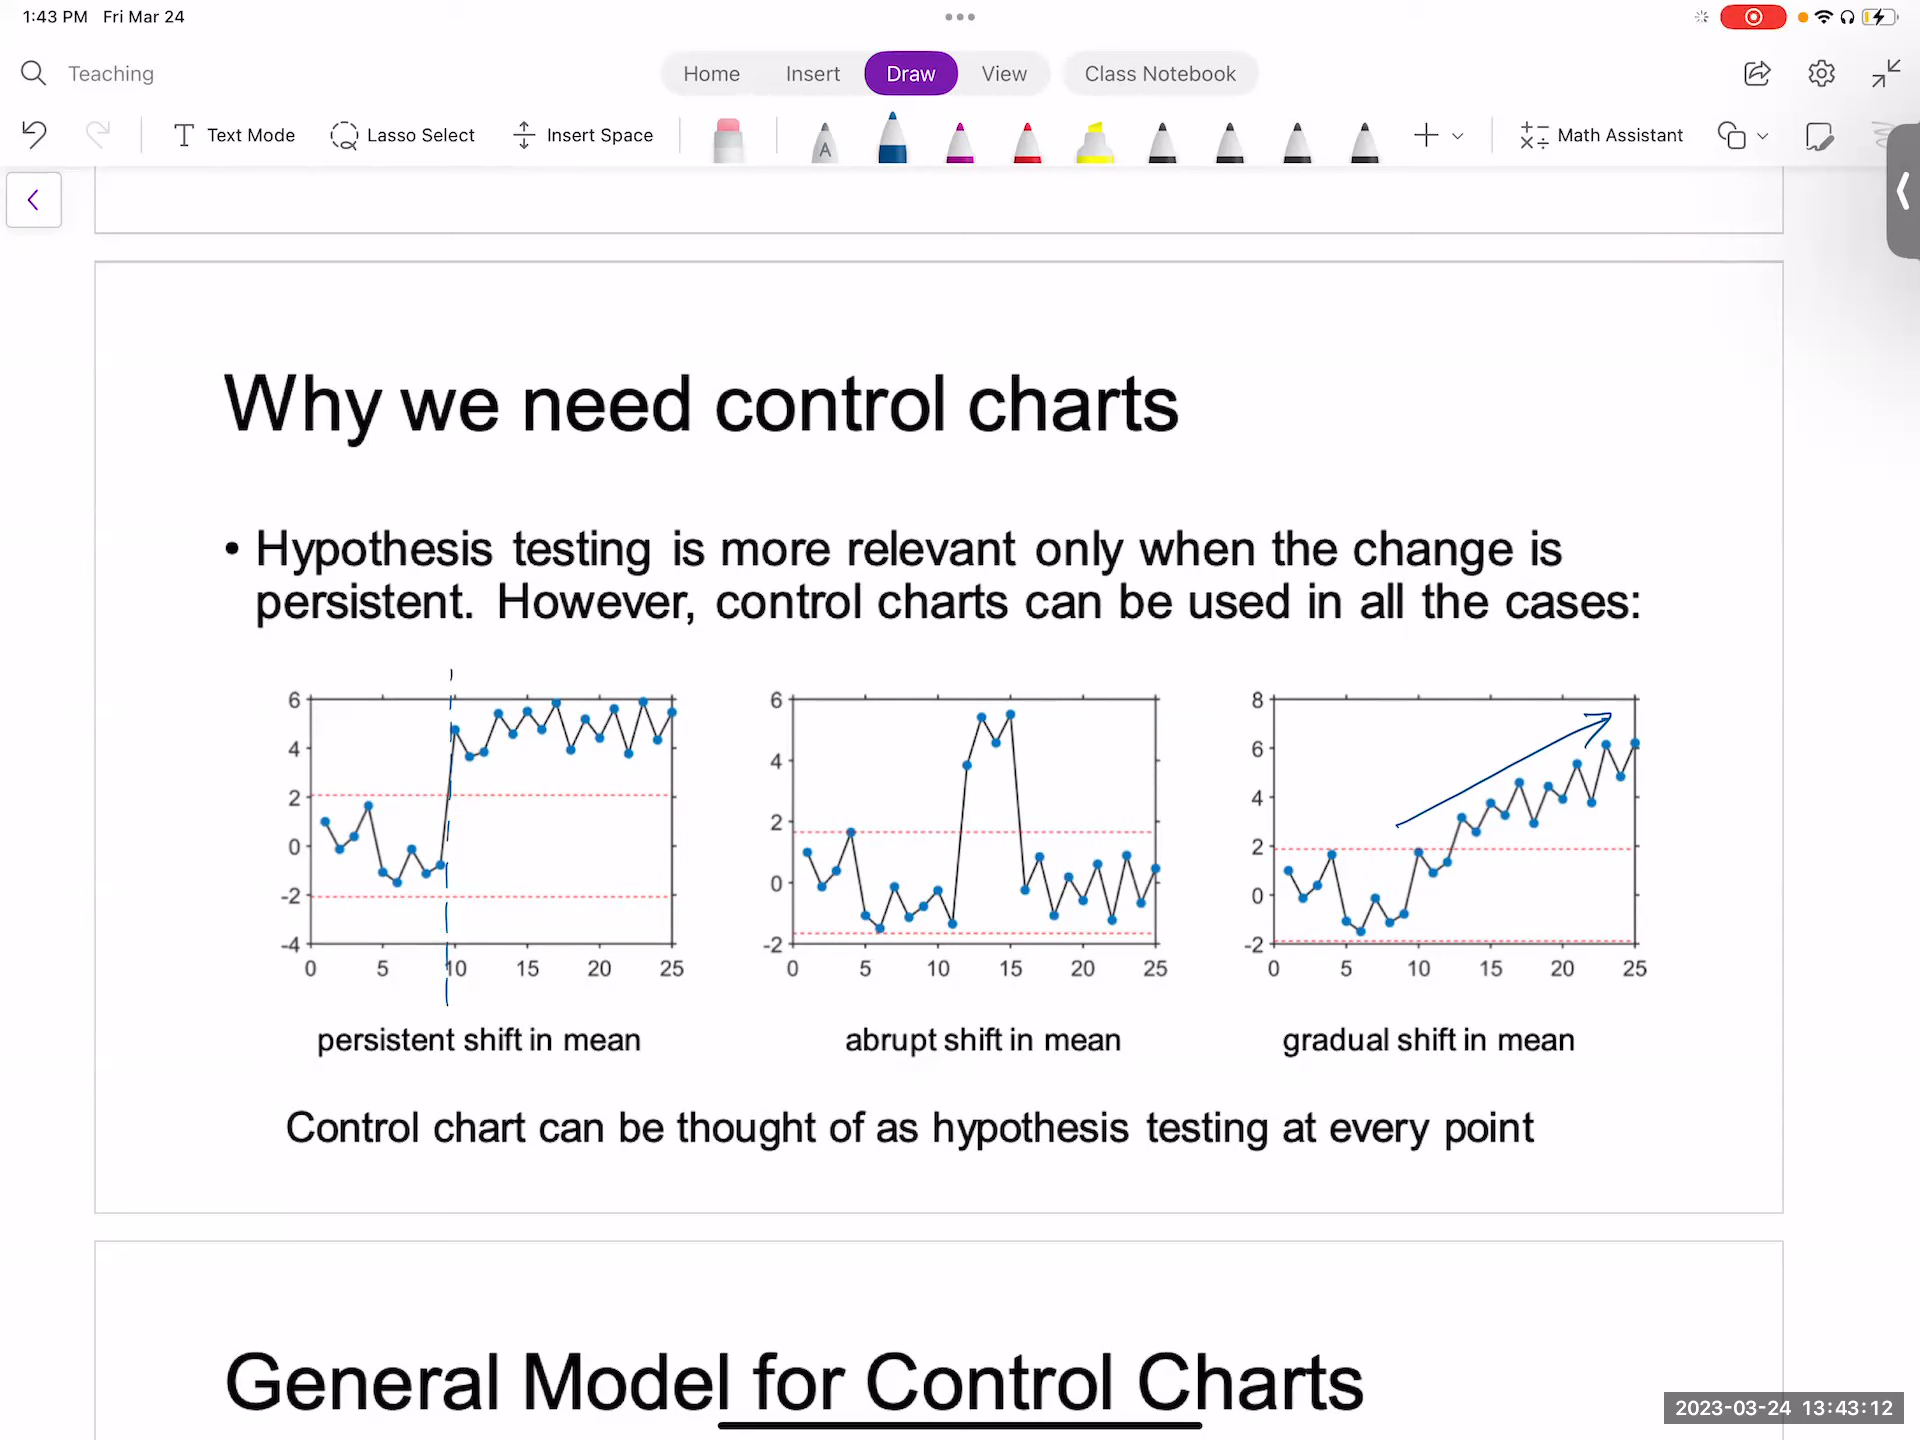 1:43 PM Fri Mar 24
Teaching
Home Insert Draw View Class Notebook
Text Mode Lasso Select Insert Space A Math Assistant
Why we need control charts
• Hypothesis testing is more relevant only when the change is
persistent. However, control charts can be used in all the cases:
6
4
2
0
-2
-4
0 5 10 15 20 25
persistent shift in mean
6
4
2
0
-2
0 5 10 15 20 25
abrupt shift in mean
8
6
4
2
0
-2
0 5 10 15 20 25
gradual shift in mean
Control chart can be thought of as hypothesis testing at every point
General Model for Control Charts
2023-03-24 13:43:12